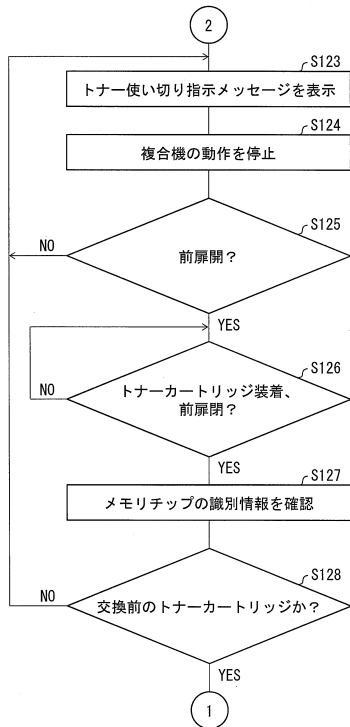 2
S123
トナー使い切り指示メッセージを表示
S124
複合機の動作を停止
S125
NO
前扉開？
YES
S126
NO
トナーカートリッジ装着、
前扉閉？
YES
S127
メモリチップの識別情報を確認
S128
NO
交換前のトナーカートリッジか？
YES
1